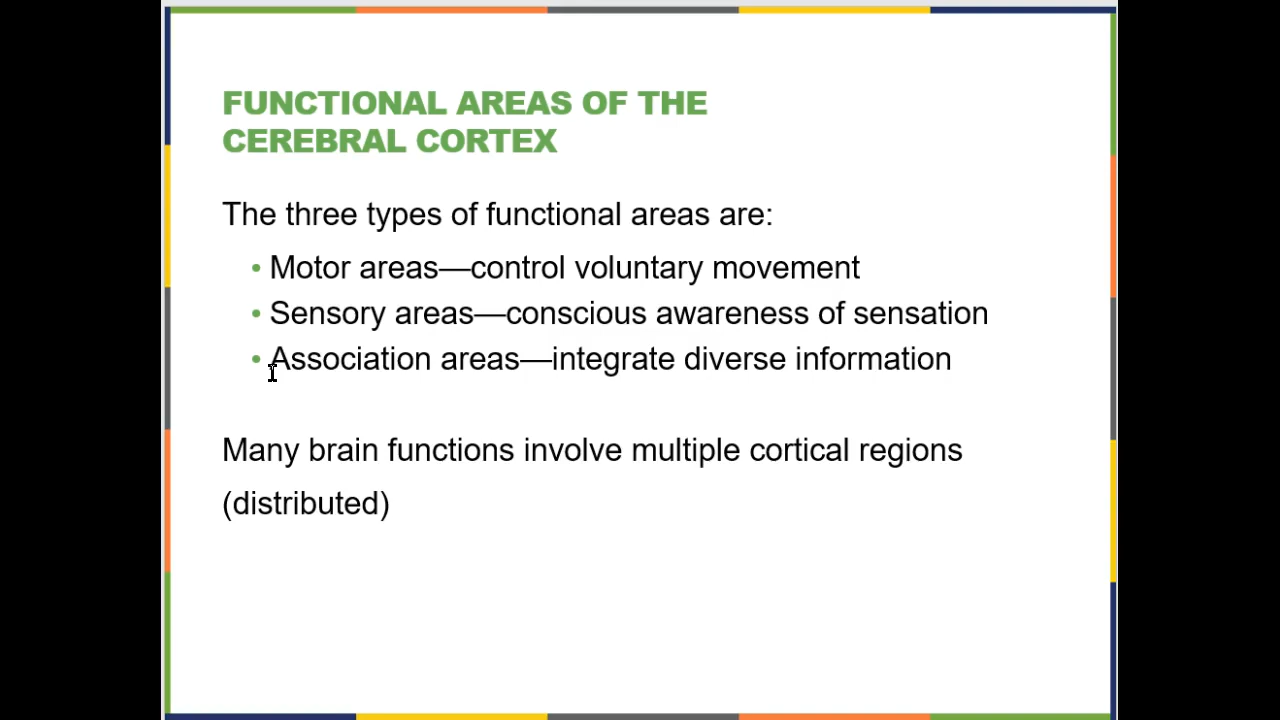 FUNCTIONAL AREAS OF THE
CEREBRAL CORTEX
The three types of functional areas are:
• Motor areas—control voluntary movement
• Sensory areas—conscious awareness of sensation
• Association areas—integrate diverse information
Many brain functions involve multiple cortical regions
(distributed)